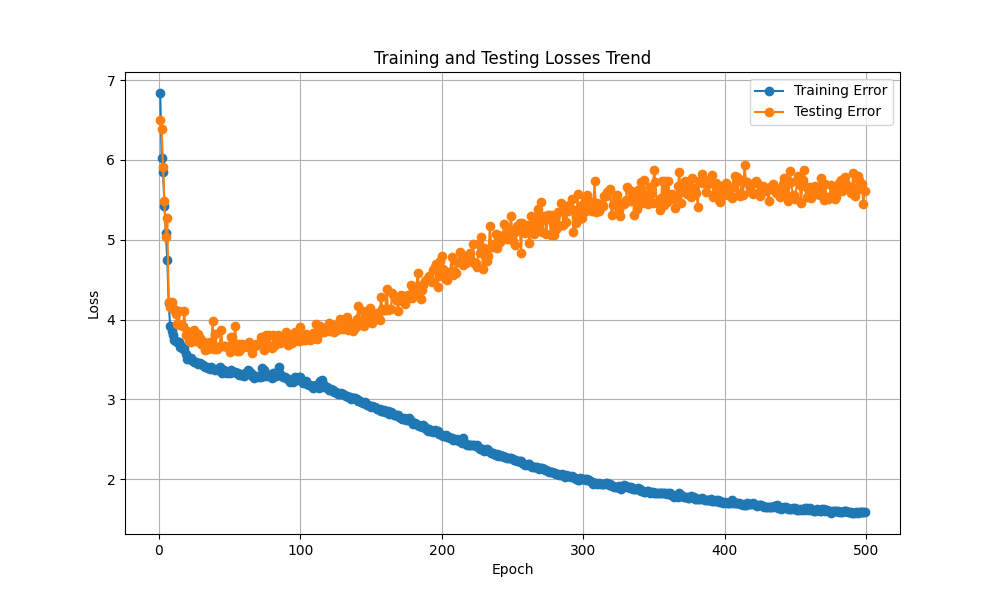 Training and Testing Losses Trend
Training Error
Testing Error
7
6
5
4
3
2
Loss
0
100
200
300
400
500
Epoch